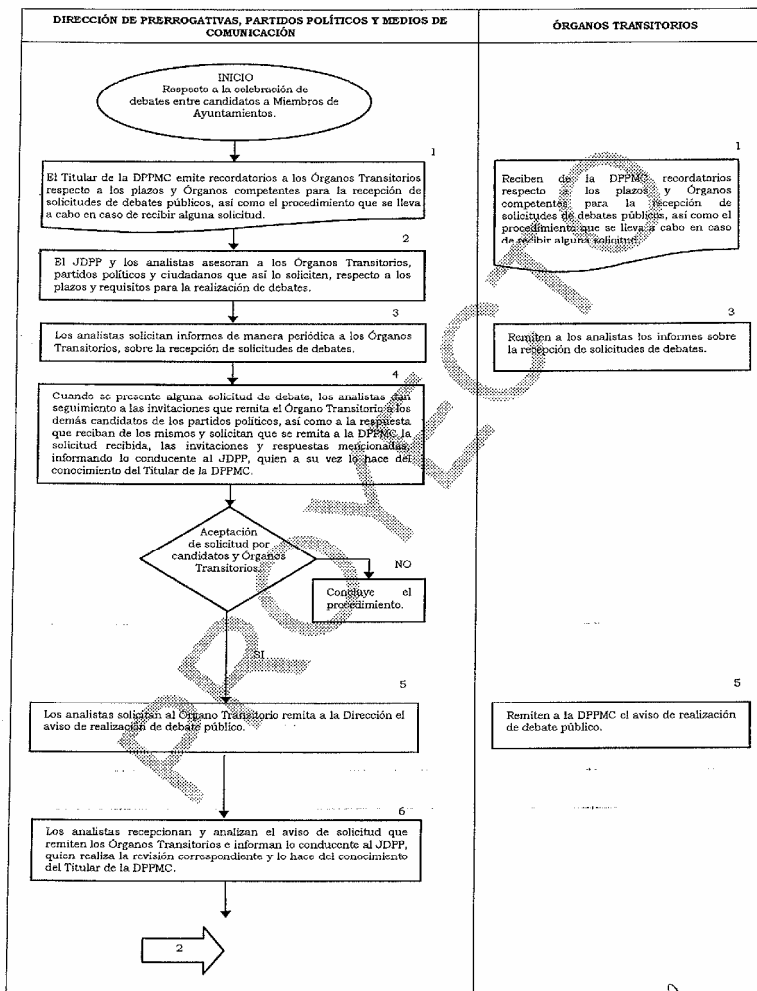 DIRECCIÓN DE PRERROGATIVAS, PARTIDOS POLÍTICOS Y MEDIOS DE
COMUNICACIÓN
ÓRGANOS TRANSITORIOS
INICIO
Respecto a la celebración de
debates entre candidatos a Miembros de
Ayuntamientos.
1
El Titular de la DPPMC emite recordatorios a los Órganos Transitorios
respecto a los plazos y Órganos competentes para la recepción de
solicitudes de debates públicos, así como el procedimiento que se lleva
a cabo en caso de recibir alguna solicitud.
1
Reciben de la DPPMC recordatorios
respecto a los plazos y Órganos
competentes para la recepción de
solicitudes de debates públicos, así como el
procedimiento que se lleva a cabo en caso
de recibir alguna solicitud.
2
El JDPP y los analistas asesoran a los Órganos Transitorios,
partidos políticos y ciudadanos que así lo soliciten, respecto a los
plazos y requisitos para la realización de debates.
3
Los analistas solicitan informes de manera periódica a los Órganos
Transitorios, sobre la recepción de solicitudes de debates.
3
Remiten a los analistas los informes sobre
la recepción de solicitudes de debates.
4
Cuando se presente alguna solicitud de debate, los analistas dan
seguimiento a las invitaciones que remita el Órgano Transitorio a los
demás candidatos de los partidos políticos, así como a la respuesta
que reciban de los mismos y solicitan que se remita a la DPPMC la
solicitud recibida, las invitaciones y respuestas mencionadas,
informando lo conducente al JDPP, quien a su vez lo hace del
conocimiento del Titular de la DPPMC.
Aceptación
de solicitud por
candidatos y Órganos
Transitorios.
NO
Concluye el
procedimiento.
SI
5
Los analistas solicitan al Órgano Transitorio remita a la Dirección el
aviso de realización de debate público.
5
Remiten a la DPPMC el aviso de realización
de debate público.
6
Los analistas recepcionan y analizan el aviso de solicitud que
remiten los Órganos Transitorios e informan lo conducente al JDPP,
quien realiza la revisión correspondiente y lo hace del conocimiento
del Titular de la DPPMC.
2
PROYECTO